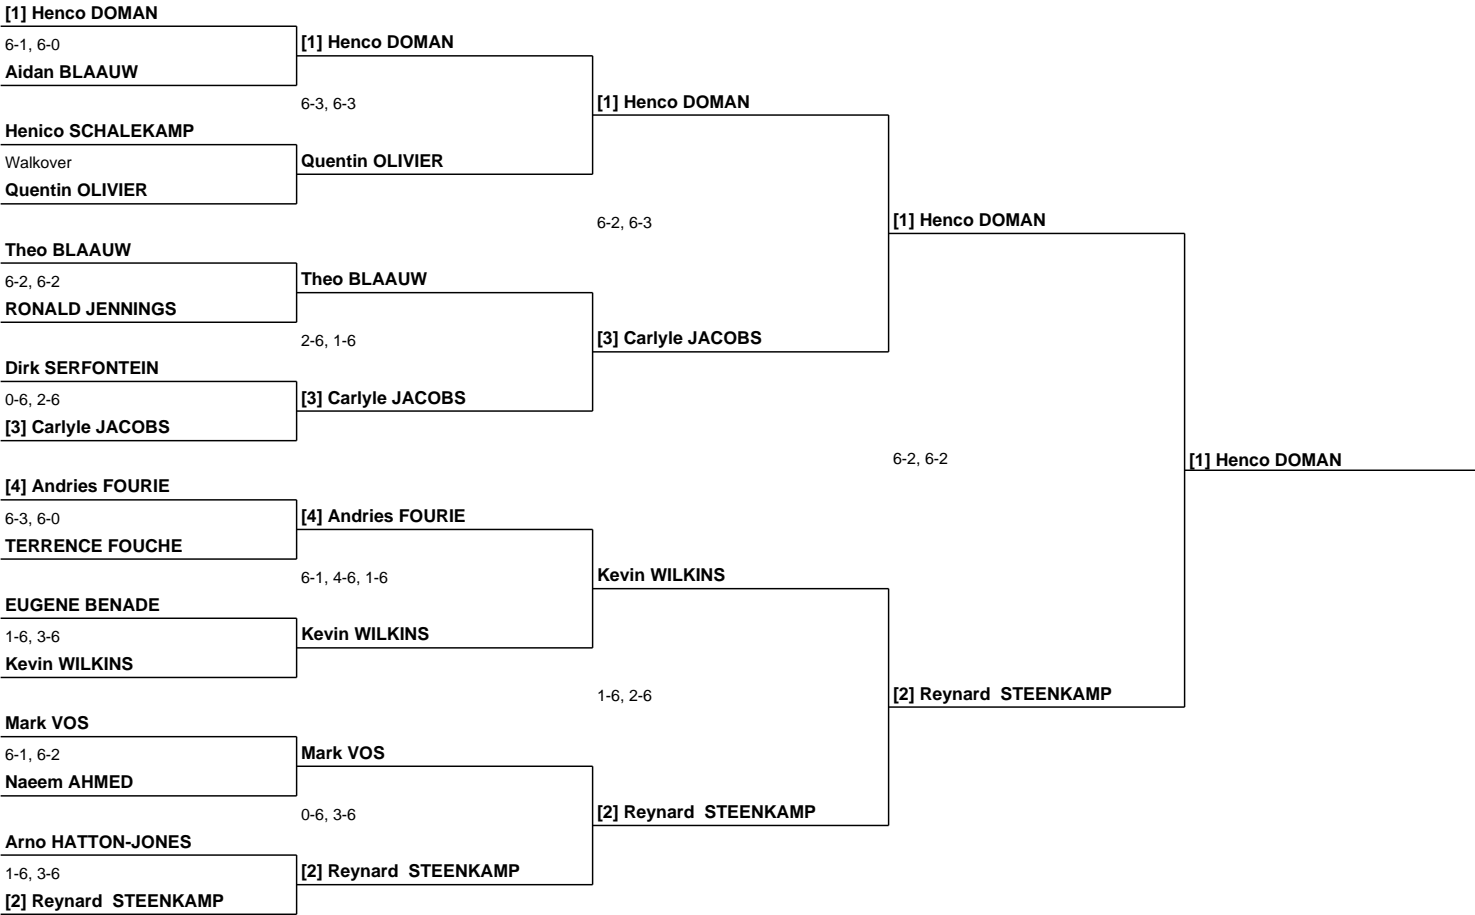 [1] Henco DOMAN
6-1, 6-0
Aidan BLAAUW
Henico SCHALEKAMP
Walkover
Quentin OLIVIER
Theo BLAAUW
6-2, 6-2
RONALD JENNINGS
Dirk SERFONTEIN
0-6, 2-6
[3] Carlyle JACOBS
[4] Andries FOURIE
6-3, 6-0
TERRENCE FOUCHE
EUGENE BENADE
1-6, 3-6
Kevin WILKINS
Mark VOS
6-1, 6-2
Naeem AHMED
Arno HATTON-JONES
1-6, 3-6
[2] Reynard  STEENKAMP
[1] Henco DOMAN
6-3, 6-3
Quentin OLIVIER
Theo BLAAUW
2-6, 1-6
[3] Carlyle JACOBS
[4] Andries FOURIE
6-1, 4-6, 1-6
Kevin WILKINS
Mark VOS
0-6, 3-6
[2] Reynard  STEENKAMP
[1] Henco DOMAN
6-2, 6-3
[3] Carlyle JACOBS
Kevin WILKINS
1-6, 2-6
[2] Reynard  STEENKAMP
[1] Henco DOMAN
6-2, 6-2
[2] Reynard  STEENKAMP
[1] Henco DOMAN